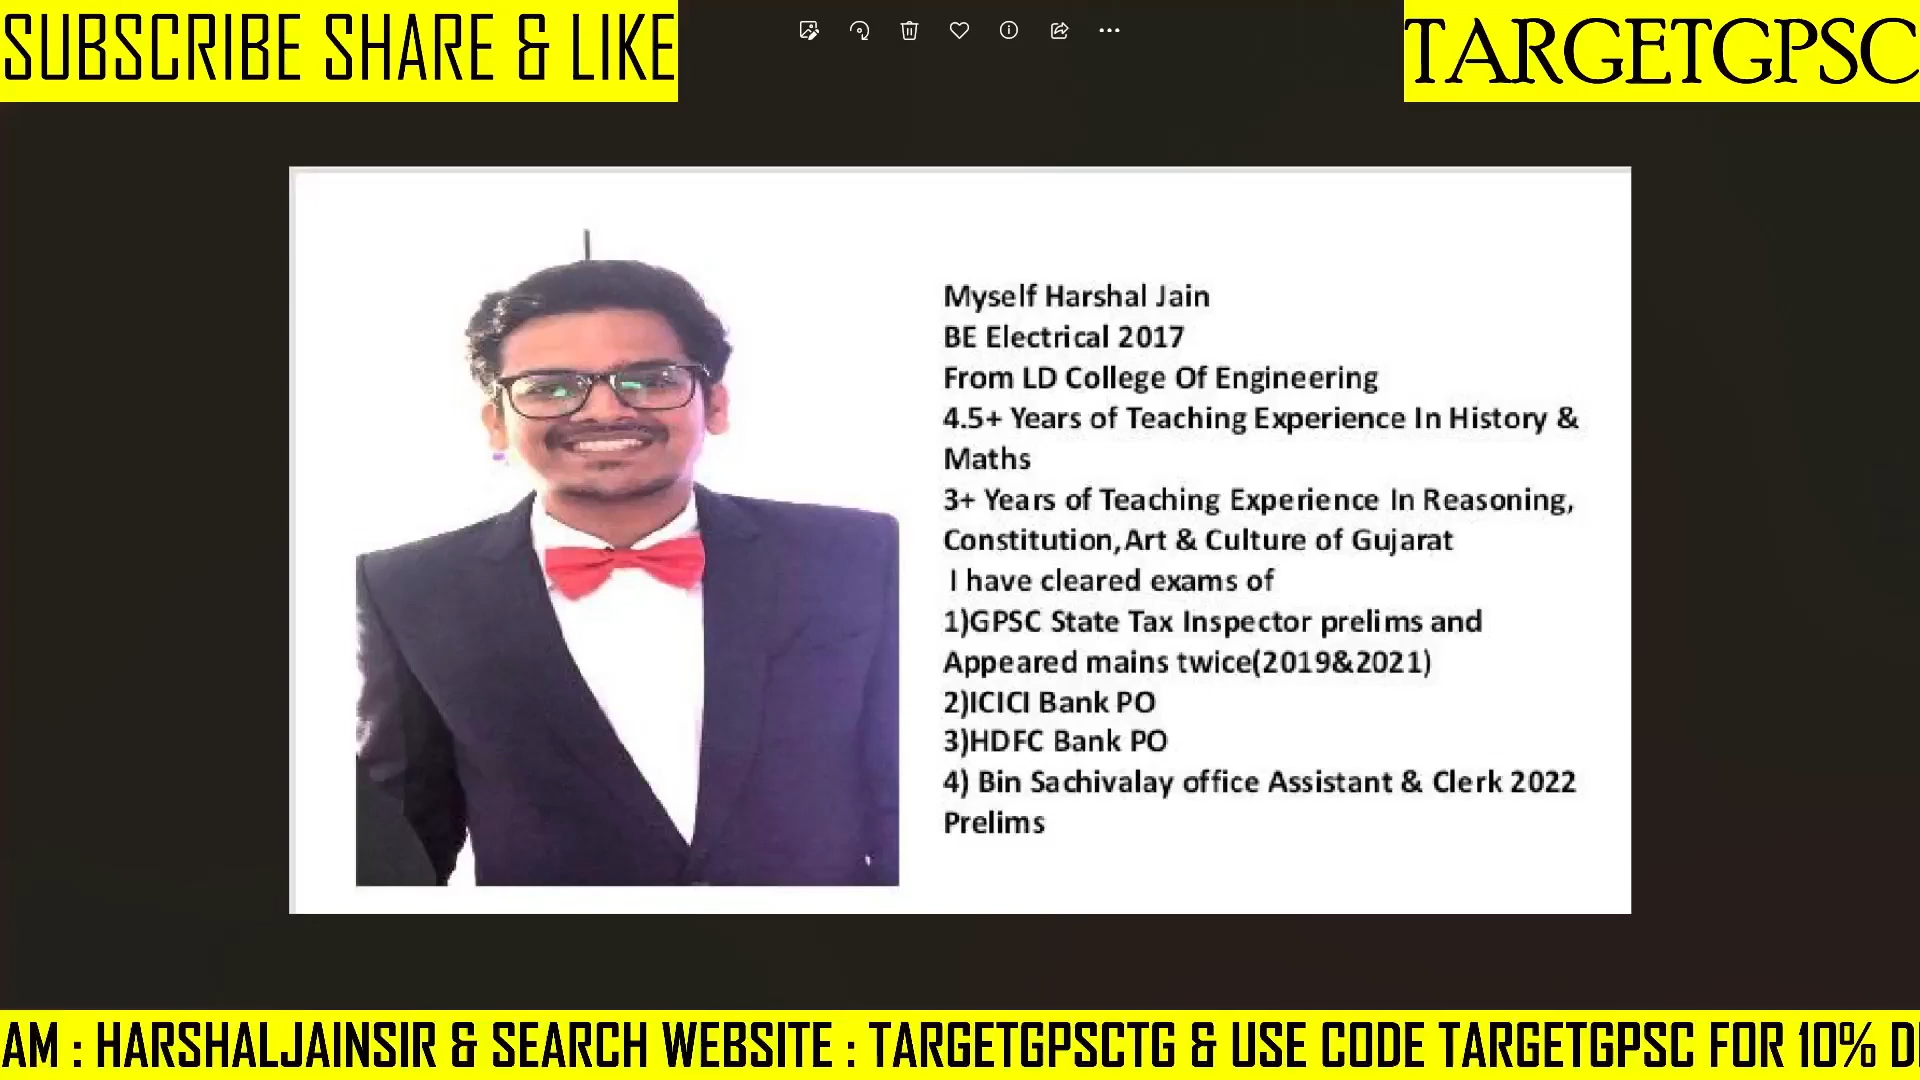 SUBSCRIBE SHARE & LIKE
TARGETGPSC
Myself Harshal Jain
BE Electrical 2017
From LD College Of Engineering
4.5+ Years of Teaching Experience In History &
Maths
3+ Years of Teaching Experience In Reasoning,
Constitution,Art & Culture of Gujarat
I have cleared exams of
1)GPSC State Tax Inspector prelims and
Appeared mains twice(2019&2021)
2)ICICI Bank PO
3)HDFC Bank PO
4) Bin Sachivalay office Assistant & Clerk 2022
Prelims
AM : HARSHALJAINSIR & SEARCH WEBSITE : TARGETGPSCTG & USE CODE TARGETGPSC FOR 10%